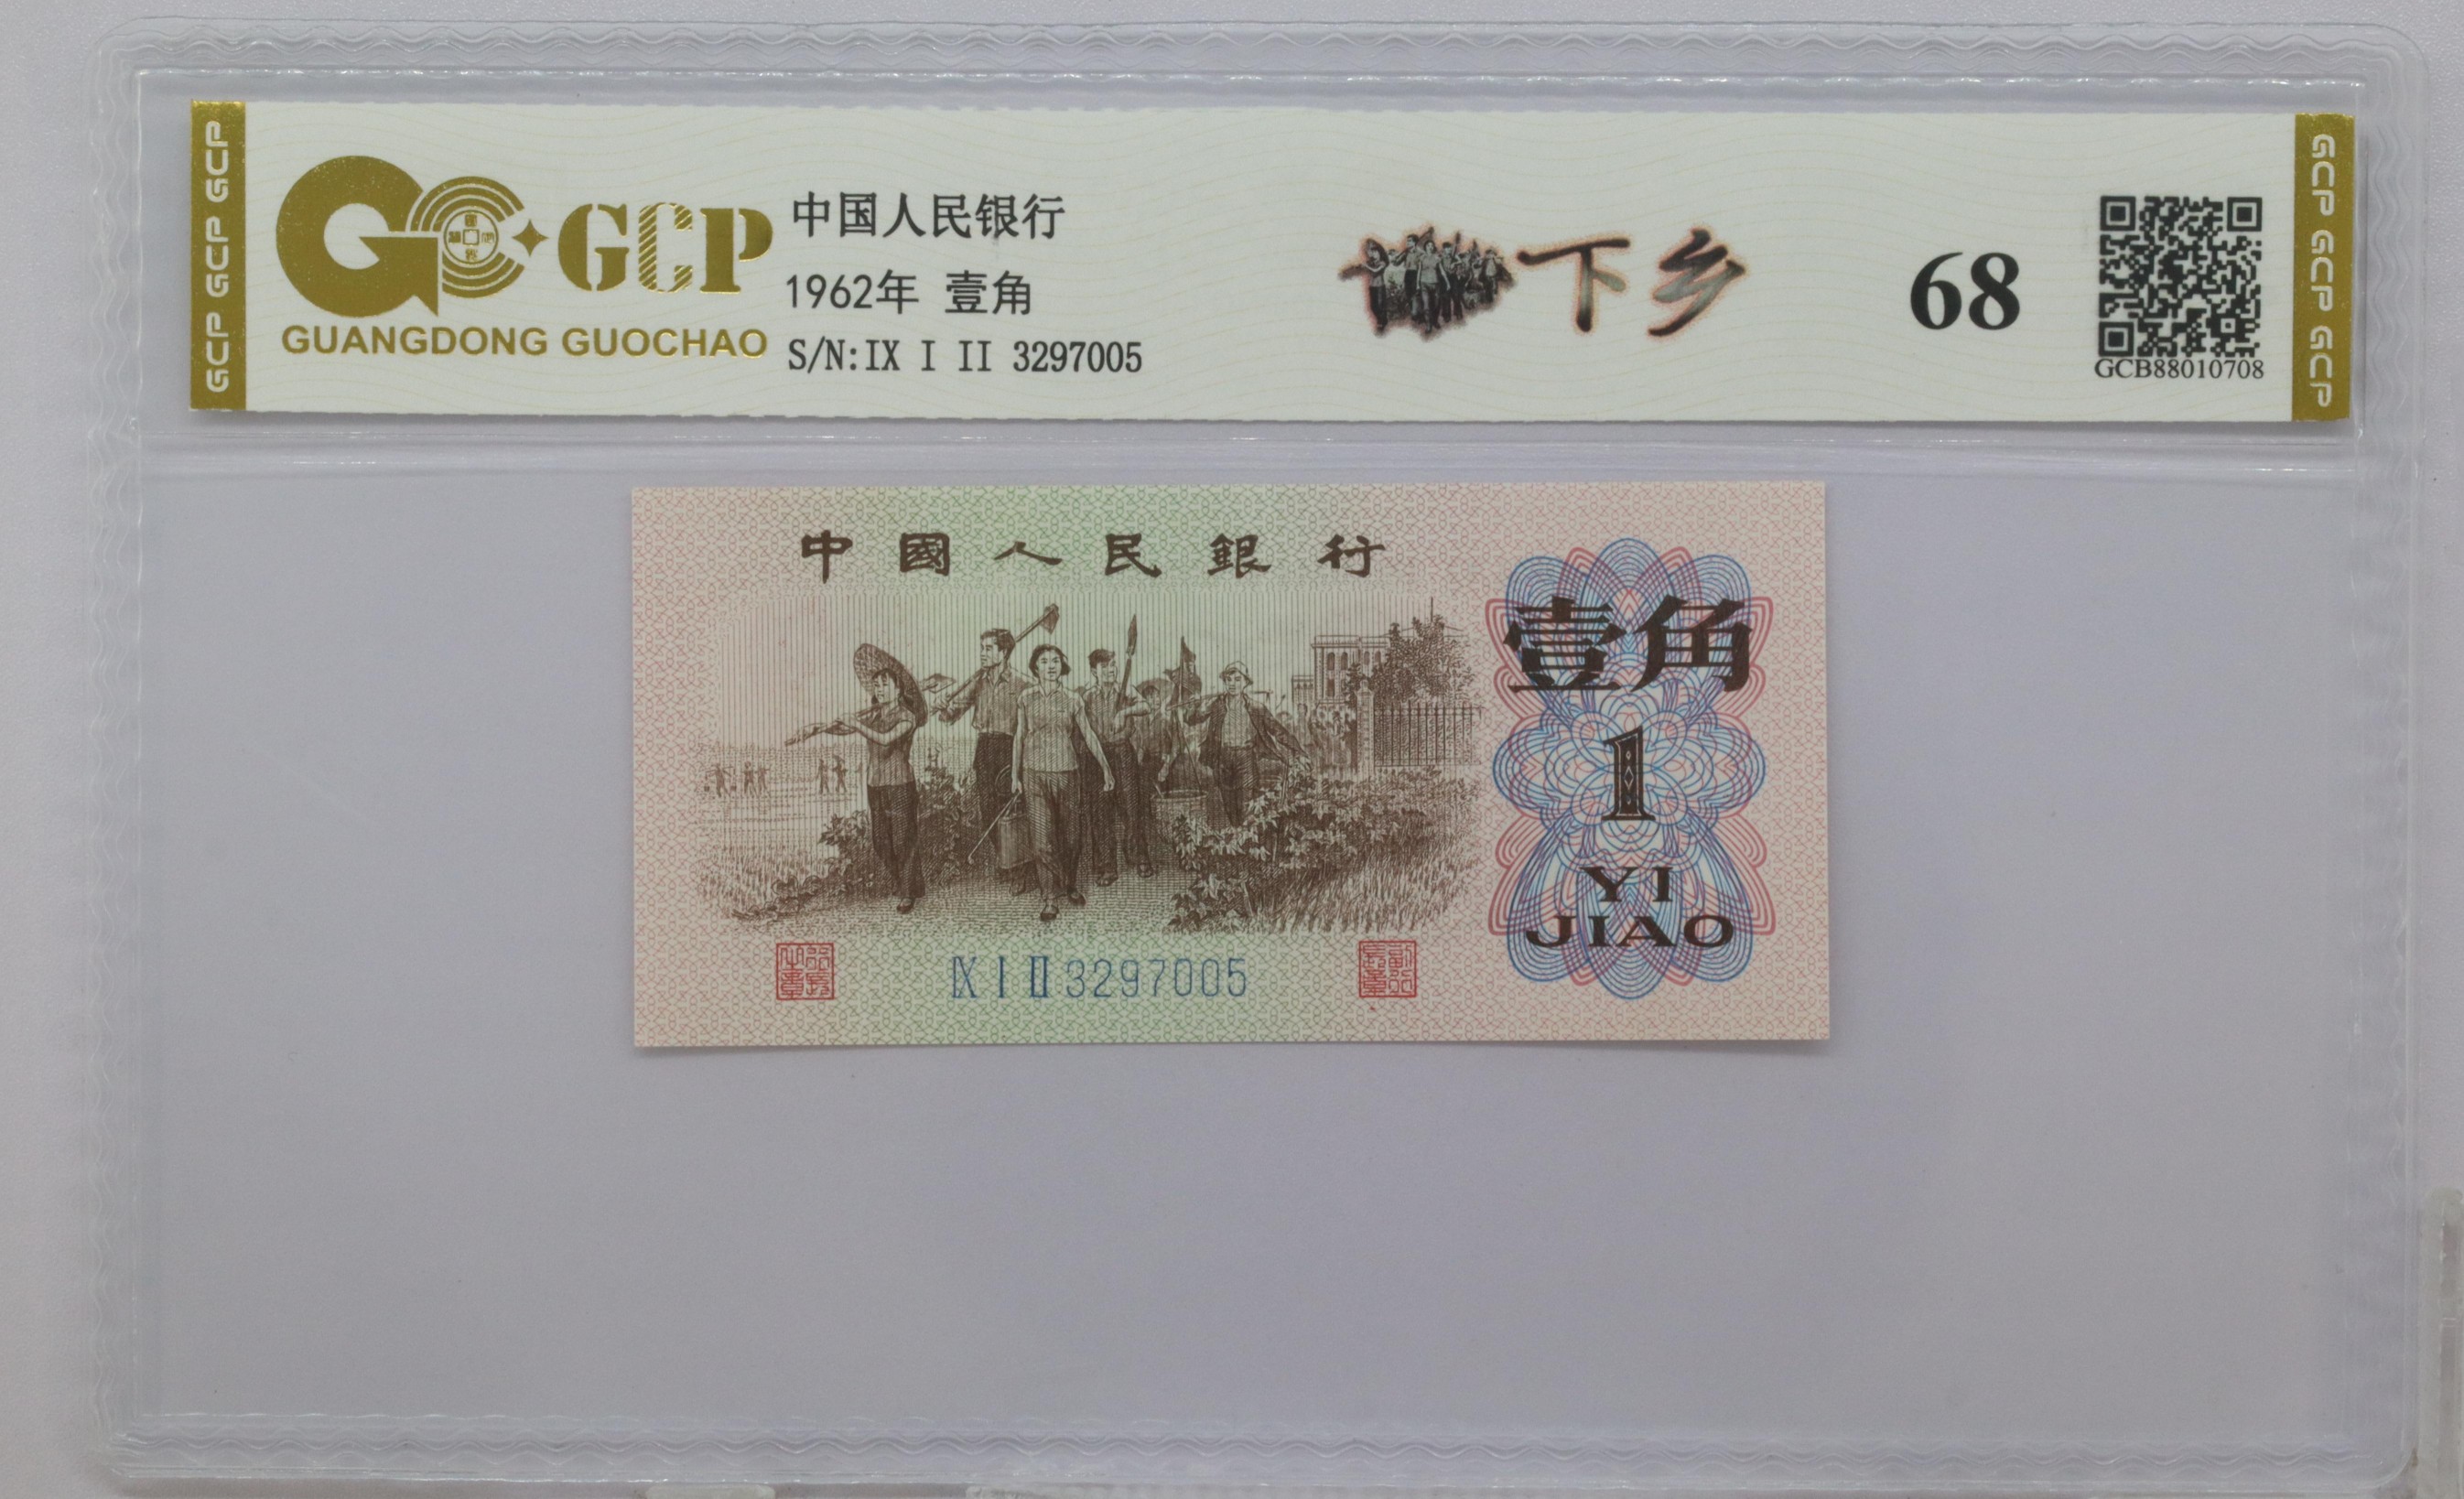 GCP GCP GCP
GCP
GUANGDONG GUOCHAO
中国人民银行
1962年 壹角
S/N:IX I II 3297005
下乡
68
GCB88010708
GCP GCP GCP
中國人民銀行
壹角
1
YI
JIAO
IX I II 3297005